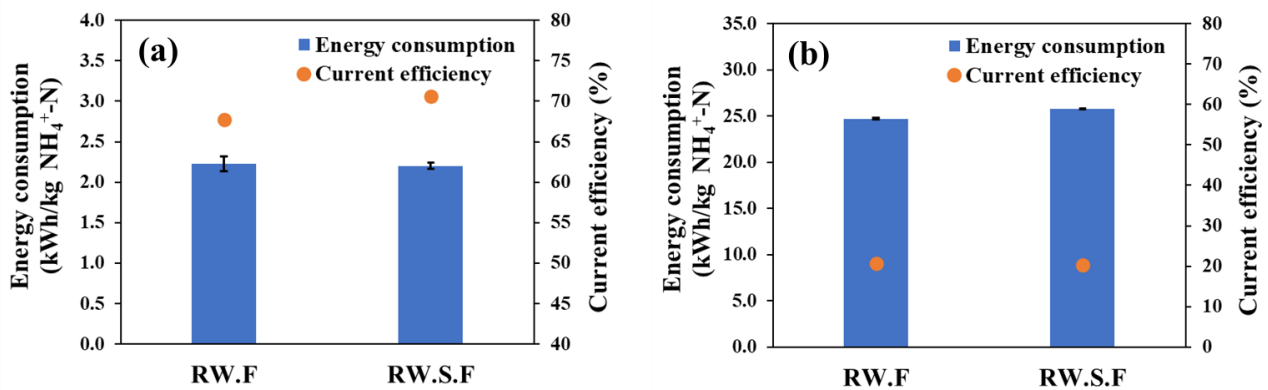 (a)
Energy consumption
Current efficiency
Energy consumption
(kWh/kg NH₄⁺-N)
4.0
3.5
3.0
2.5
2.0
1.5
1.0
0.5
0.0
80
75
70
65
60
55
50
45
40
Current efficiency (%)
RW.F
RW.S.F
(b)
Energy consumption
Current efficiency
Energy consumption
(kWh/kg NH₄⁺-N)
35.0
30.0
25.0
20.0
15.0
10.0
5.0
0.0
80
70
60
50
40
30
20
10
0
Current efficiency (%)
RW.F
RW.S.F